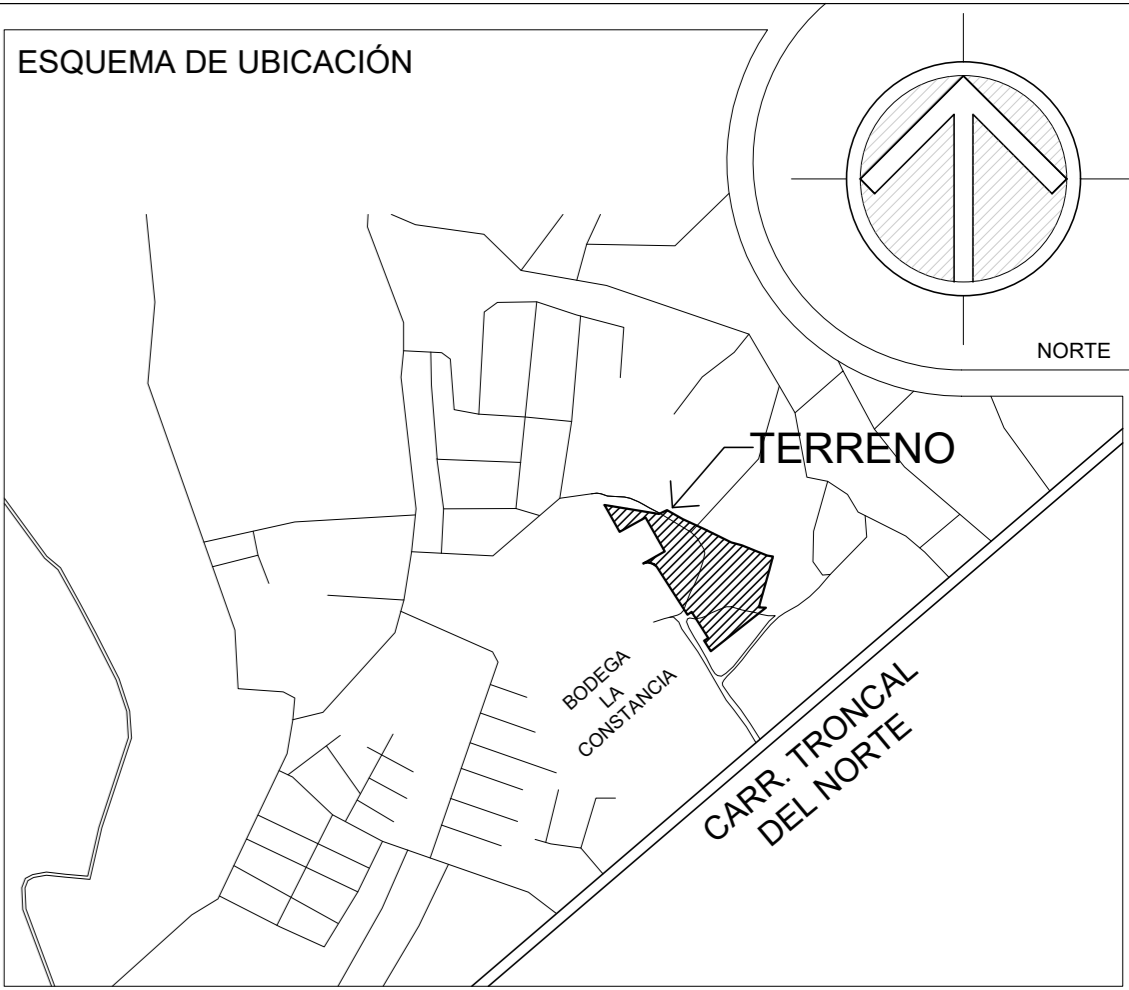 ESQUEMA DE UBICACIÓN
NORTE
TERRENO
BODEGA
LA
CONSTANCIA
CARR. TRONCAL
DEL NORTE